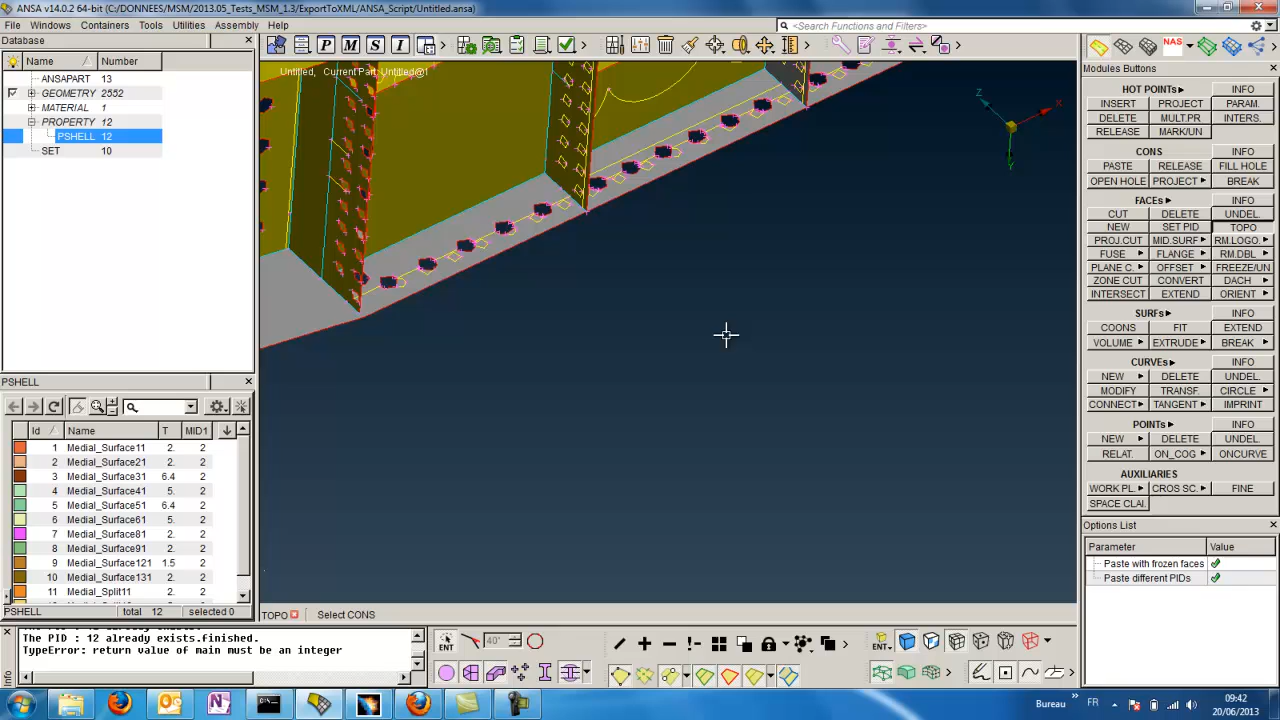 ANSA v14.0.2 64-bit (C:/DONNEES/MSM/2013.05_Tests_MSM_1.3/ExportToXML/ANSA_Script/Untitled.ansa)
File Windows Containers Tools Utilities Assembly Help
<Search Functions and Filters>
Database
Name Number
ANSAPART 13
GEOMETRY 2552
MATERIAL 1
PROPERTY 12
PSHELL 12
SET 10
PSHELL
Id Name T MID1
1 Medial_Surface11 2. 2
2 Medial_Surface21 2. 2
3 Medial_Surface31 6.4 2
4 Medial_Surface41 5. 2
5 Medial_Surface51 6.4 2
6 Medial_Surface61 5. 2
7 Medial_Surface81 2. 2
8 Medial_Surface91 2. 2
9 Medial_Surface121 1.5 2
10 Medial_Surface131 2. 2
11 Medial_Split11 2. 2
PSHELL total 12 selected 0
The PID : 12 already exists.finished.
TypeError: return value of main must be an integer
P M S I
Untitled, Current Part: Untitled@1
Z X Y
TOPO Select CONS
ENT 40° ENT
NAS
Modules Buttons
HOT POINTs INFO
INSERT PROJECT PARAM.
DELETE MULT.PR INTERS.
RELEASE MARK/UN
CONS INFO
PASTE RELEASE FILL HOLE
OPEN HOLE PROJECT BREAK
FACEs INFO
CUT DELETE UNDEL.
NEW SET PID TOPO
PROJ.CUT MID.SURF RM.LOGO.
FUSE FLANGE RM.DBL
PLANE C. OFFSET FREEZE/UN
ZONE CUT CONVERT DACH
INTERSECT EXTEND ORIENT
SURFs INFO
COONS FIT EXTEND
VOLUME EXTRUDE BREAK
CURVEs INFO
NEW DELETE UNDEL.
MODIFY TRANSF. CIRCLE
CONNECT TANGENT IMPRINT
POINTs INFO
NEW DELETE UNDEL.
RELAT. ON_COG ONCURVE
AUXILIARIES
WORK PL. CROS SC. FINE
SPACE CLAI.
Options List
Parameter Value
Paste with frozen faces
Paste different PIDs
Bureau FR 09:42
20/06/2013